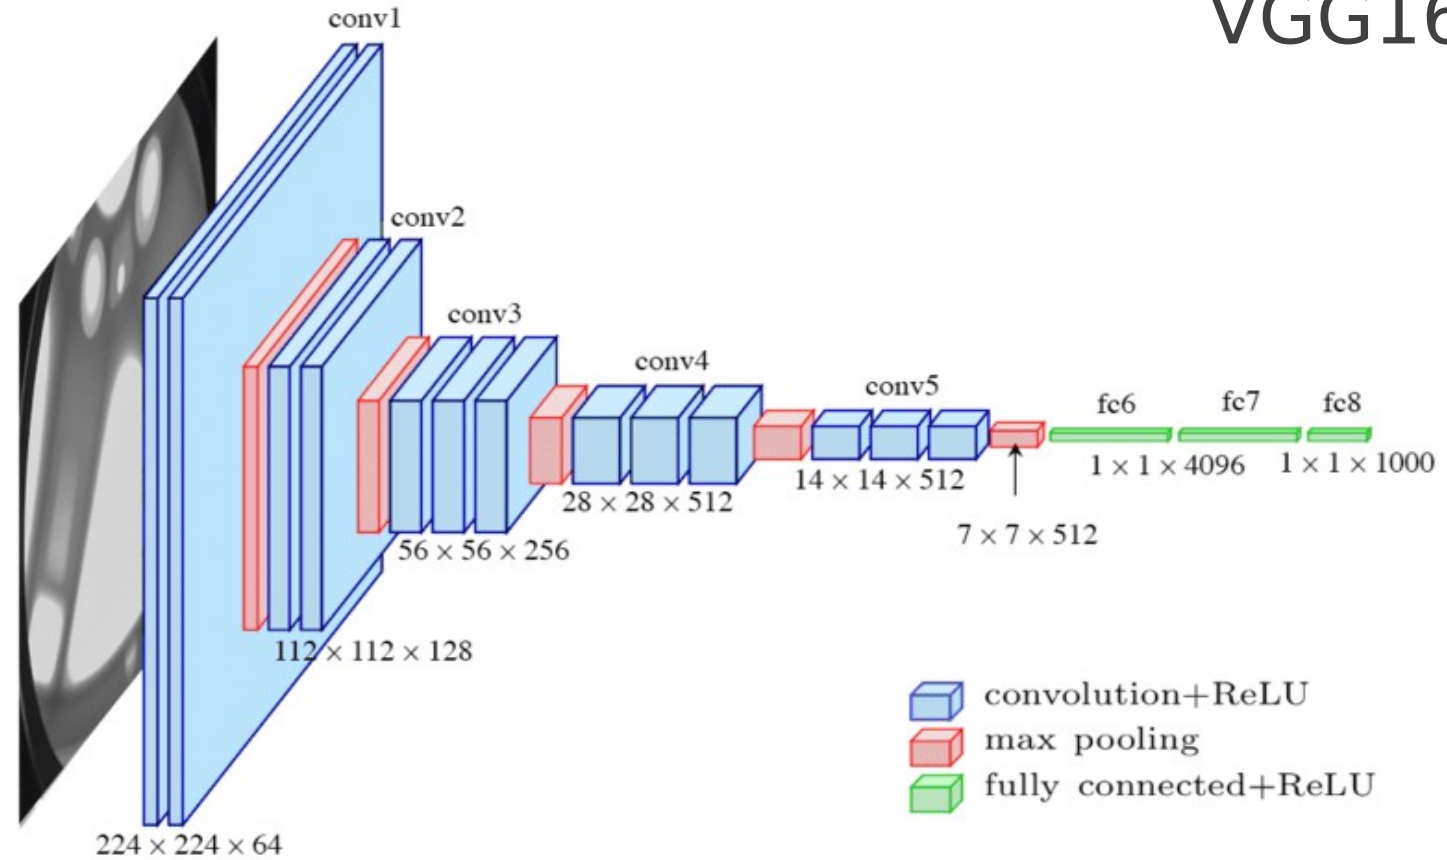 VGG16
conv1
conv2
conv3
conv4
conv5
fc6
fc7
fc8
1 × 1 × 4096
1 × 1 × 1000
14 × 14 × 512
28 × 28 × 512
7 × 7 × 512
56 × 56 × 256
112 × 112 × 128
224 × 224 × 64
convolution+ReLU
max pooling
fully connected+ReLU